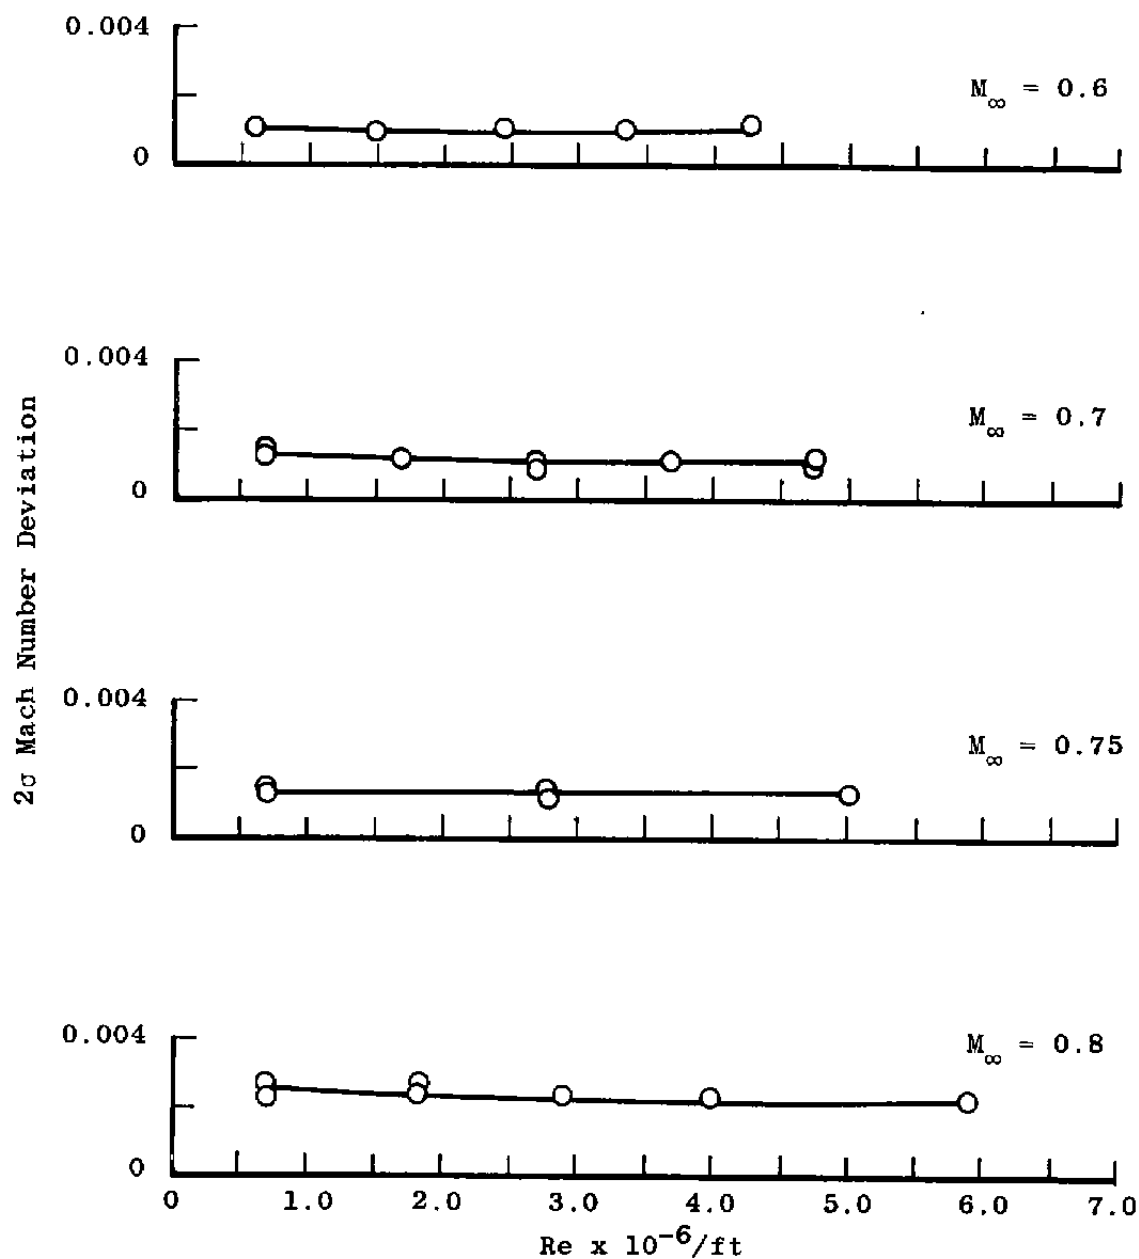 0.004
M∞ = 0.6
0
0.004
M∞ = 0.7
0
2σ Mach Number Deviation
0.004
M∞ = 0.75
0
0.004
M∞ = 0.8
0
0 1.0 2.0 3.0 4.0 5.0 6.0 7.0
Re x 10⁻⁶/ft